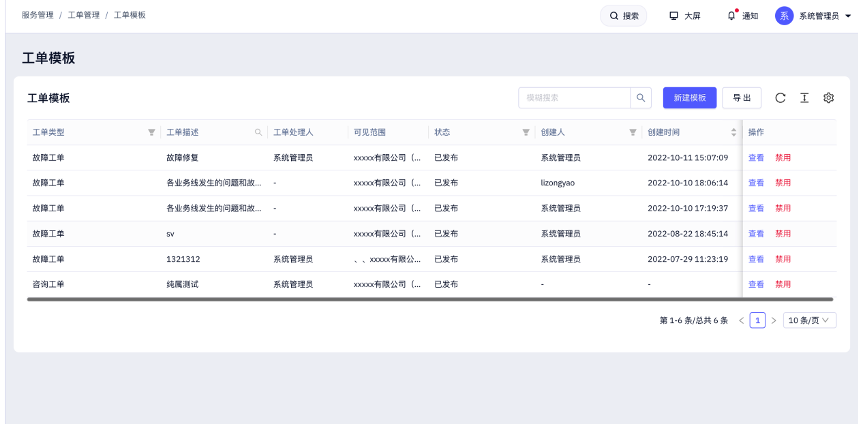 服务管理 / 工单管理 / 工单模板 搜索 大屏 通知 系 系统管理员
工单模板
工单模板 模糊搜索 新建模板 导 出
工单类型 工单描述 工单处理人 可见范围 状态 创建人 创建时间 操作
故障工单 故障修复 系统管理员 xxxxx有限公司（... 已发布 系统管理员 2022-10-11 15:07:09 查看 禁用
故障工单 各业务线发生的问题和故... - xxxxx有限公司（... 已发布 lizongyao 2022-10-10 18:06:14 查看 禁用
故障工单 各业务线发生的问题和故... - xxxxx有限公司（... 已发布 系统管理员 2022-10-10 17:19:37 查看 禁用
故障工单 sv - xxxxx有限公司（... 已发布 系统管理员 2022-08-22 18:45:14 查看 禁用
故障工单 1321312 系统管理员 、、xxxxx有限公... 已发布 系统管理员 2022-07-29 11:23:19 查看 禁用
咨询工单 纯属测试 系统管理员 xxxxx有限公司（... 已发布 - - 查看 禁用
第 1-6 条/总共 6 条 < 1 > 10 条/页